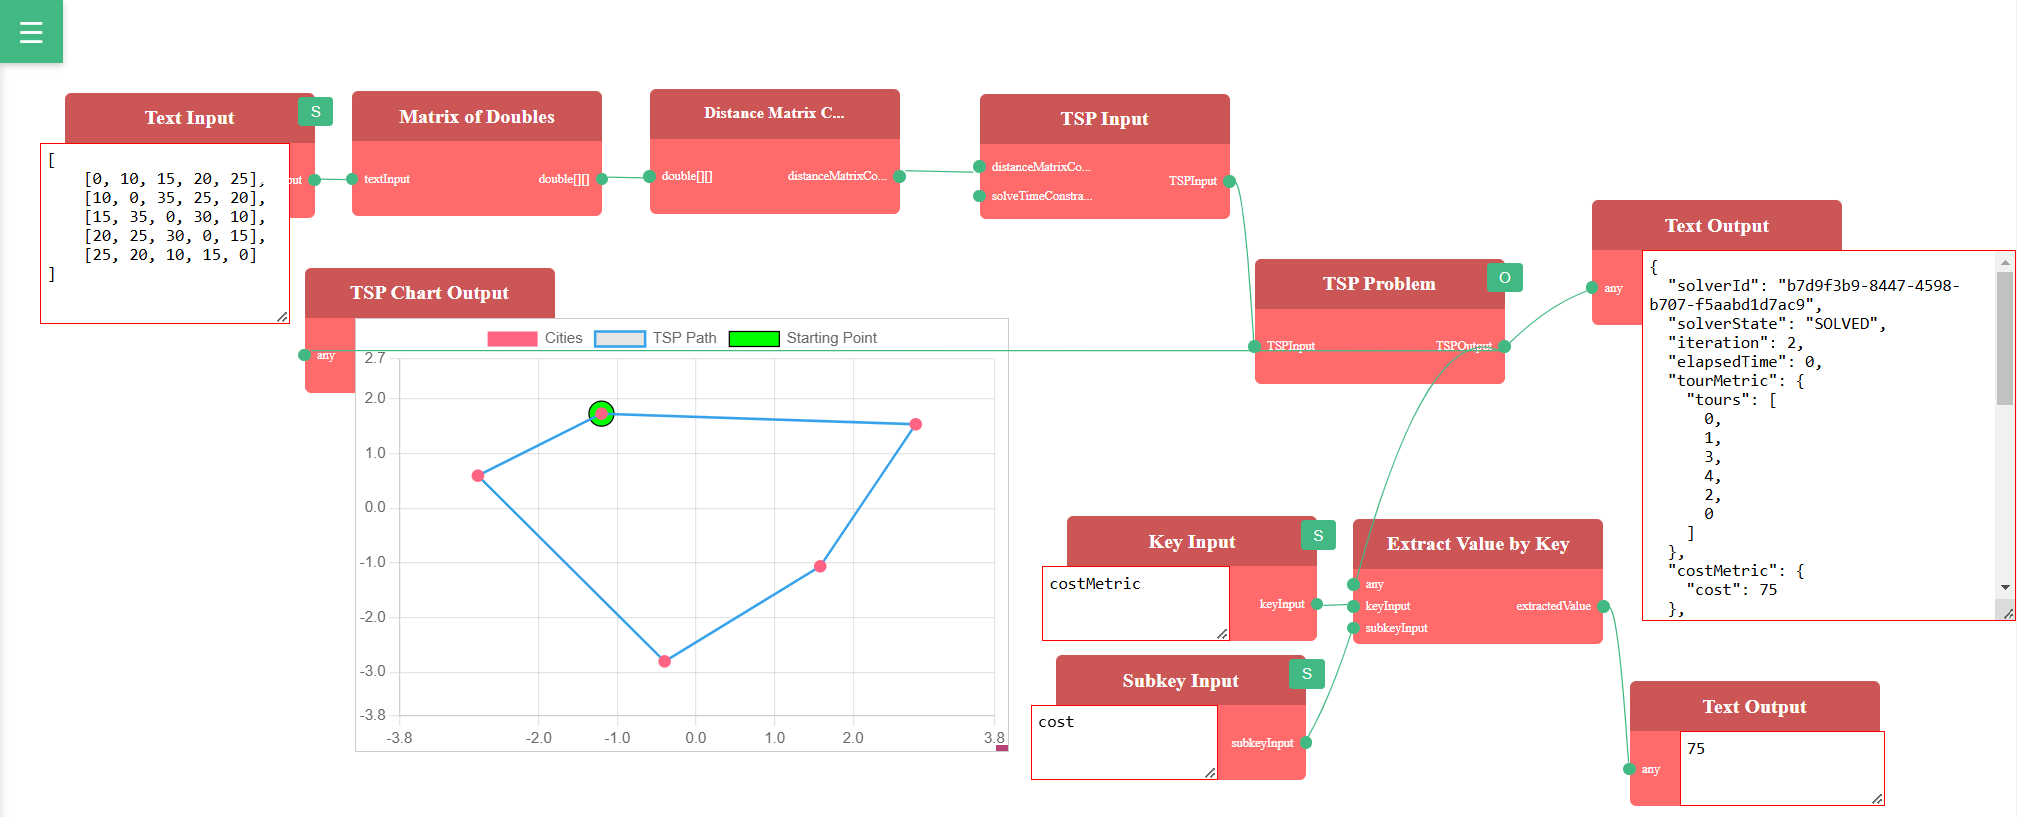 ☰
Text Input
S
[
[0, 10, 15, 20, 25],
[10, 0, 35, 25, 20],
[15, 35, 0, 30, 10],
[20, 25, 30, 0, 15],
[25, 20, 10, 15, 0]
]
Matrix of Doubles
textInput
double[][]
Distance Matrix C...
double[][]
distanceMatrixCo...
TSP Input
distanceMatrixCo...
solveTimeConstra...
TSPInput
TSP Chart Output
any
Cities
TSP Path
Starting Point
2.7
2.0
1.0
0.0
-1.0
-2.0
-3.0
-3.8
-3.8
-2.0
-1.0
0.0
1.0
2.0
3.8
TSP Problem
O
TSPInput
TSPOutput
Text Output
any
{
"solverId": "b7d9f3b9-8447-4598-
b707-f5aabd1d7ac9",
"solverState": "SOLVED",
"iteration": 2,
"elapsedTime": 0,
"tourMetric": {
"tours": [
0,
1,
3,
4,
2,
0
]
},
"costMetric": {
"cost": 75
},
Key Input
S
costMetric
keyInput
Extract Value by Key
any
keyInput
subkeyInput
extractedValue
Subkey Input
S
cost
subkeyInput
Text Output
any
75